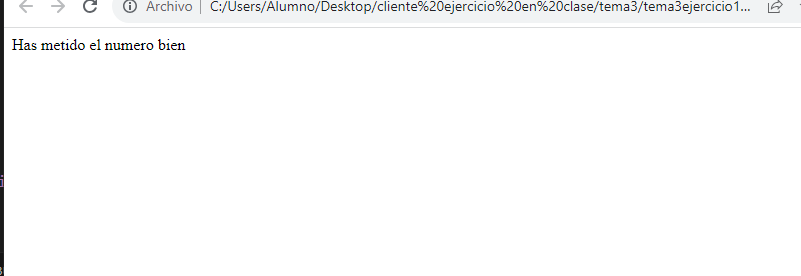 Archivo C:/Users/Alumno/Desktop/cliente%20ejercicio%20en%20clase/tema3/tema3ejercicio1...
Has metido el numero bien